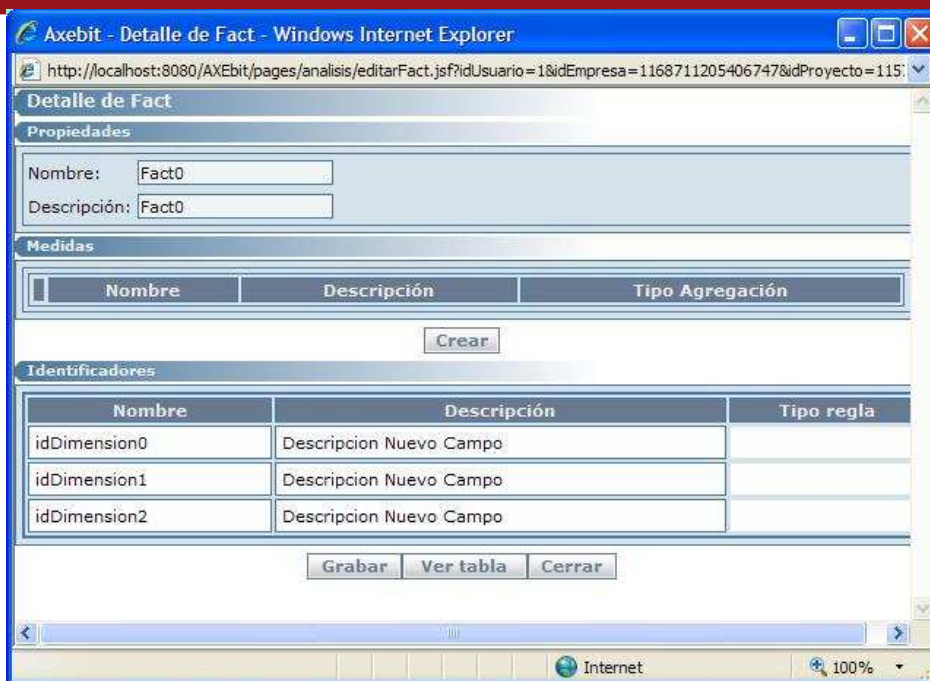 Axebit - Detalle de Fact - Windows Internet Explorer
http://localhost:8080/AXEbit/pages/analisis/editarFact.jsf?idUsuario=1&idEmpresa=1168711205406747&idProyecto=115
Detalle de Fact
Propiedades
Nombre: Fact0
Descripción: Fact0
Medidas
Nombre Descripción Tipo Agregación
Crear
Identificadores
Nombre Descripción Tipo regla
idDimension0 Descripcion Nuevo Campo
idDimension1 Descripcion Nuevo Campo
idDimension2 Descripcion Nuevo Campo
Grabar Ver tabla Cerrar
Internet 100%